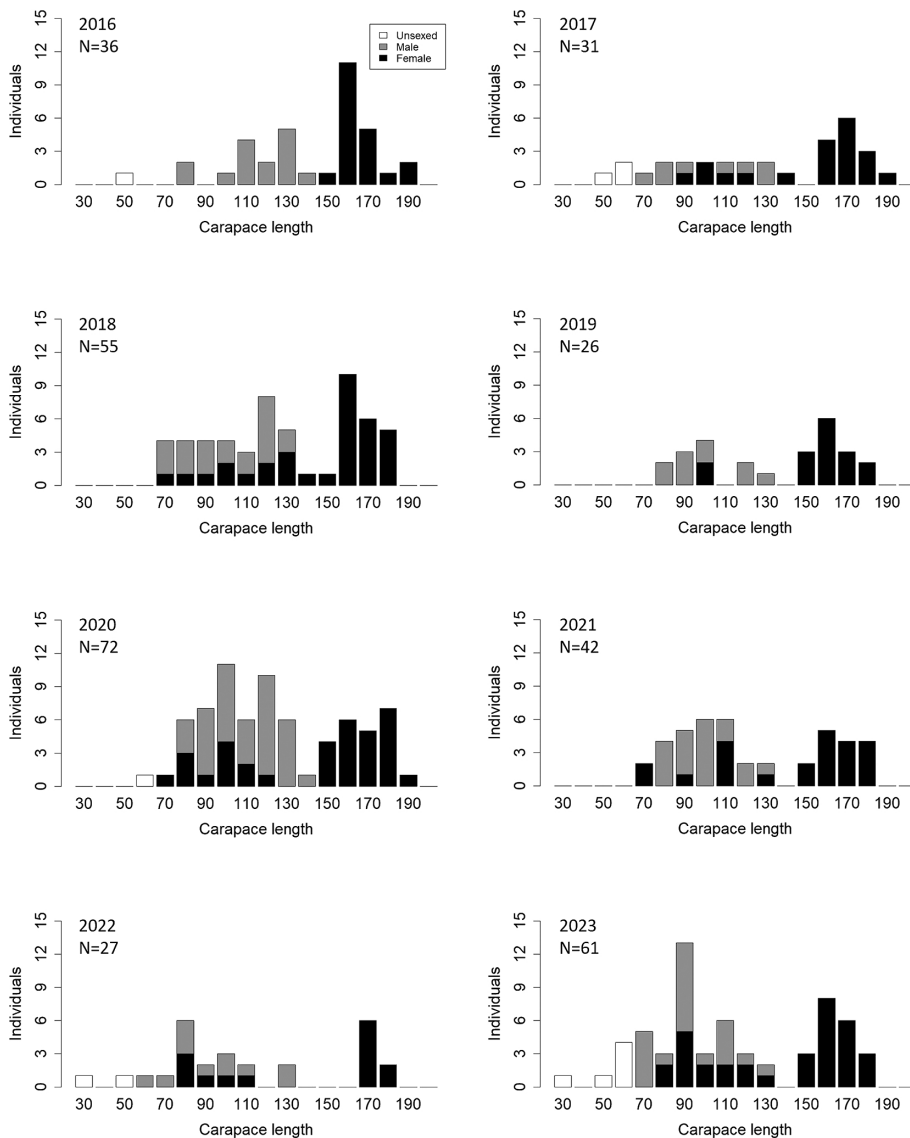 2016
N=36
Unsexed
Male
Female
Individuals
0 3 6 9 12 15
30 50 70 90 110 130 150 170 190
Carapace length
2017
N=31
Individuals
0 3 6 9 12 15
30 50 70 90 110 130 150 170 190
Carapace length
2018
N=55
Individuals
0 3 6 9 12 15
30 50 70 90 110 130 150 170 190
Carapace length
2019
N=26
Individuals
0 3 6 9 12 15
30 50 70 90 110 130 150 170 190
Carapace length
2020
N=72
Individuals
0 3 6 9 12 15
30 50 70 90 110 130 150 170 190
Carapace length
2021
N=42
Individuals
0 3 6 9 12 15
30 50 70 90 110 130 150 170 190
Carapace length
2022
N=27
Individuals
0 3 6 9 12 15
30 50 70 90 110 130 150 170 190
Carapace length
2023
N=61
Individuals
0 3 6 9 12 15
30 50 70 90 110 130 150 170 190
Carapace length